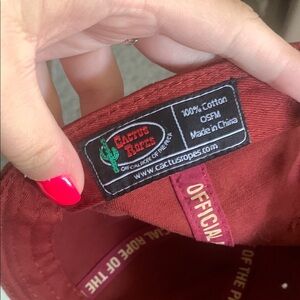 CACTUS
ROPES
OFFICIAL ROPE OF THE PRCA
100% Cotton
OSFM
Made in China
www.cactusropes.com
OFFICIAL
CIAL ROPE OF THE